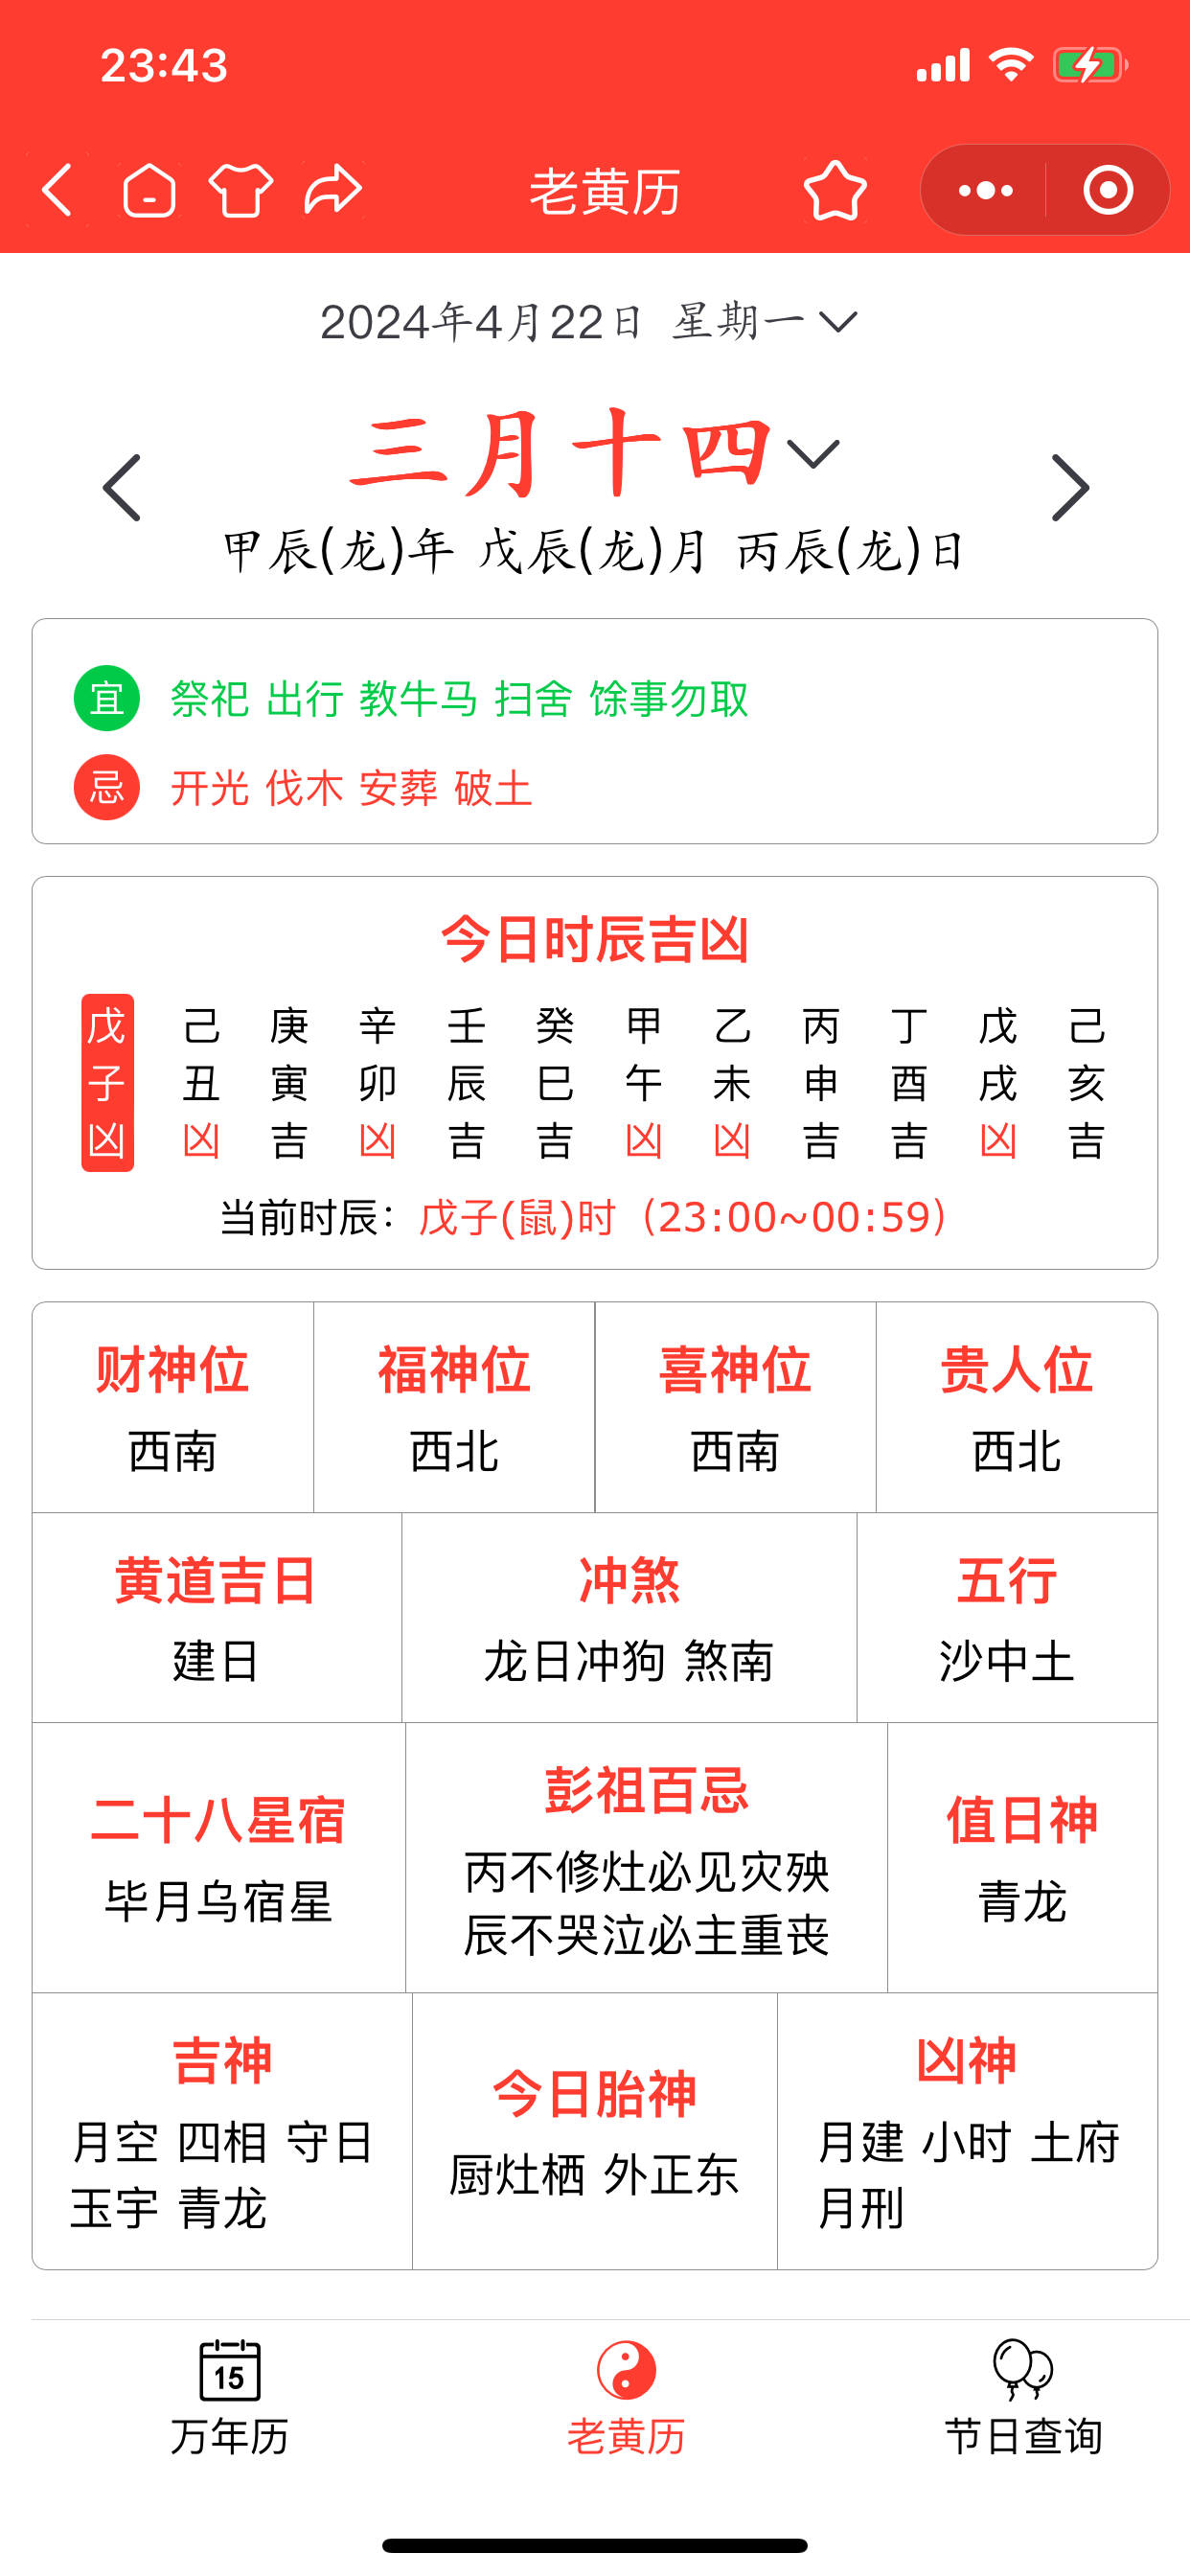 23:43
老黄历
2024年4月22日 星期一
三月十四
甲辰(龙)年 戊辰(龙)月 丙辰(龙)日
宜 祭祀 出行 教牛马 扫舍 馀事勿取
忌 开光 伐木 安葬 破土
今日时辰吉凶
戊 己 庚 辛 壬 癸 甲 乙 丙 丁 戊 己
子 丑 寅 卯 辰 巳 午 未 申 酉 戌 亥
凶 凶 吉 凶 吉 吉 凶 凶 吉 吉 凶 吉
当前时辰：戊子(鼠)时（23:00~00:59）
财神位 福神位 喜神位 贵人位
西南 西北 西南 西北
黄道吉日 冲煞 五行
建日 龙日冲狗 煞南 沙中土
二十八星宿
毕月乌宿星
彭祖百忌
丙不修灶必见灾殃
辰不哭泣必主重丧
值日神
青龙
吉神
月空 四相 守日
玉宇 青龙
今日胎神
厨灶栖 外正东
凶神
月建 小时 土府
月刑
15
万年历 老黄历 节日查询